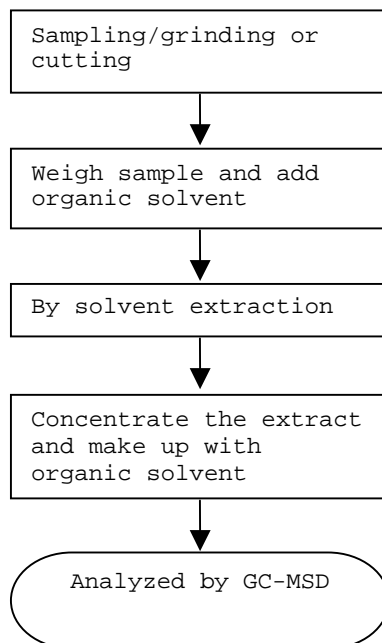 Sampling/grinding or
cutting
Weigh sample and add
organic solvent
By solvent extraction
Concentrate the extract
and make up with
organic solvent
Analyzed by GC-MSD